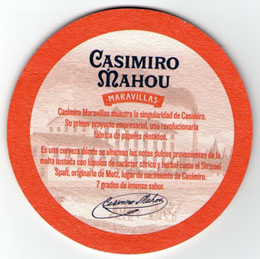 CASIMIRO
MAHOU
MARAVILLAS
Casimiro Maravillas muestra la singularidad de Casimiro.
Su primer proyecto empresarial, una revolucionaria
fábrica de papeles pintados.
Es una cerveza dónde se alternan las notas dulces provenientes de la
malta tostada con lúpulos de carácter cítrico y herbal como el Strissel
Spalt, originario de Metz, lugar de nacimiento de Casimiro.
7 grados de intenso sabor.
Casimiro Mahou